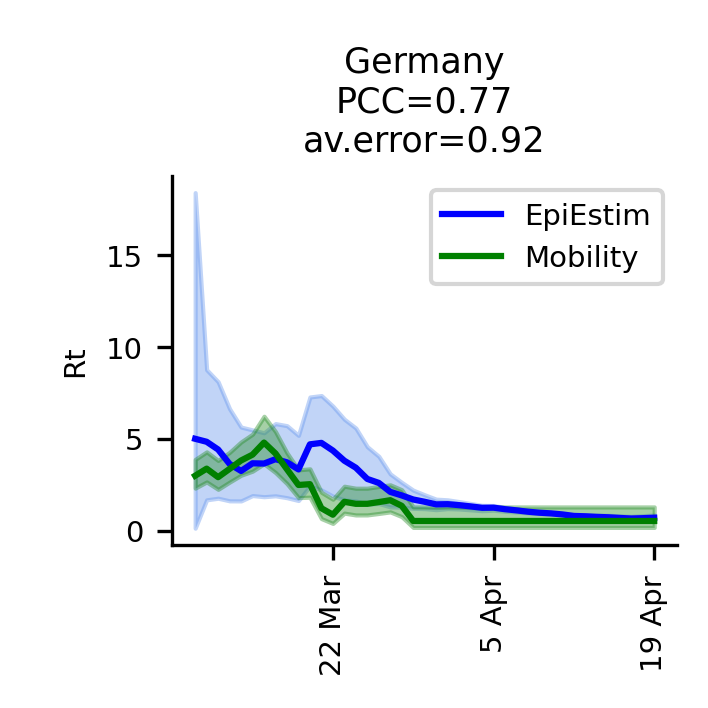 Germany
PCC=0.77
av.error=0.92
EpiEstim
Mobility
Rt
15
10
5
0
22 Mar
5 Apr
19 Apr